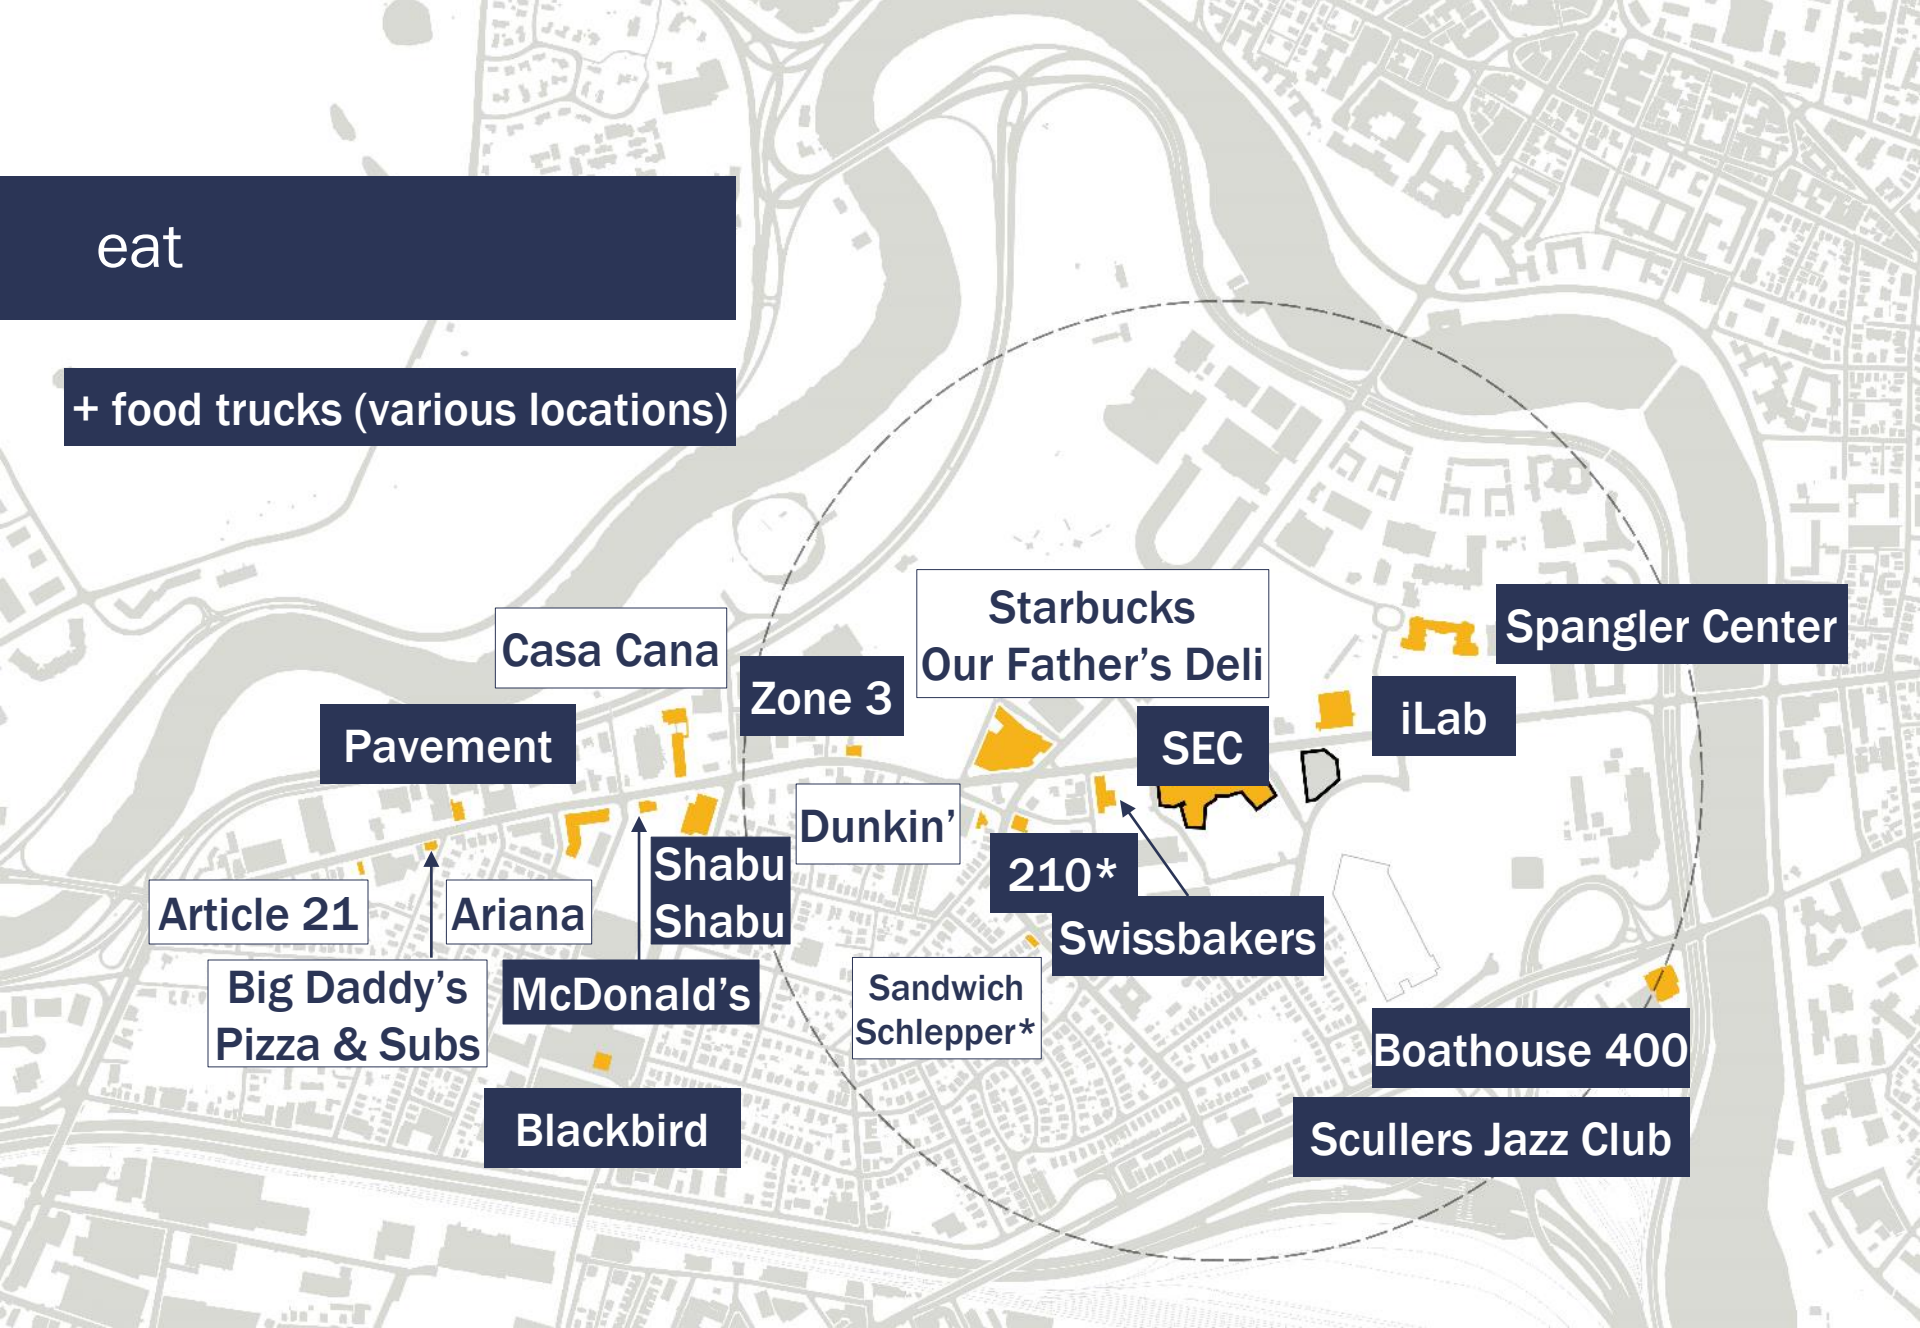 eat
+ food trucks (various locations)
Starbucks
Our Father's Deli
Casa Cana
Spangler Center
Zone 3
iLab
Pavement
SEC
Dunkin'
Shabu
Shabu
210*
Article 21
Ariana
Swissbakers
Big Daddy's
Pizza & Subs
McDonald's
Sandwich
Schlepper*
Boathouse 400
Blackbird
Scullers Jazz Club